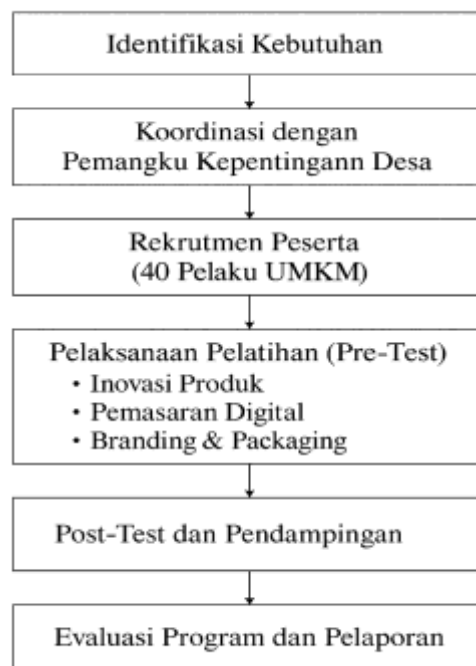 Identifikasi Kebutuhan
Koordinasi dengan
Pemangku Kepentingann Desa
Rekrutmen Peserta
(40 Pelaku UMKM)
Pelaksanaan Pelatihan (Pre-Test)
• Inovasi Produk
• Pemasaran Digital
• Branding & Packaging
Post-Test dan Pendampingan
Evaluasi Program dan Pelaporan